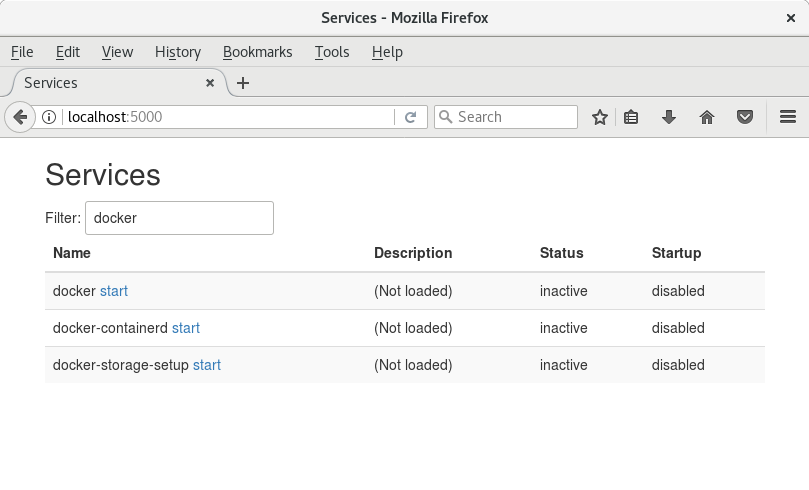 Services - Mozilla Firefox
File Edit View History Bookmarks Tools Help
Services
localhost:5000 Search
Services
Filter: docker
Name Description Status Startup
docker start (Not loaded) inactive disabled
docker-containerd start (Not loaded) inactive disabled
docker-storage-setup start (Not loaded) inactive disabled